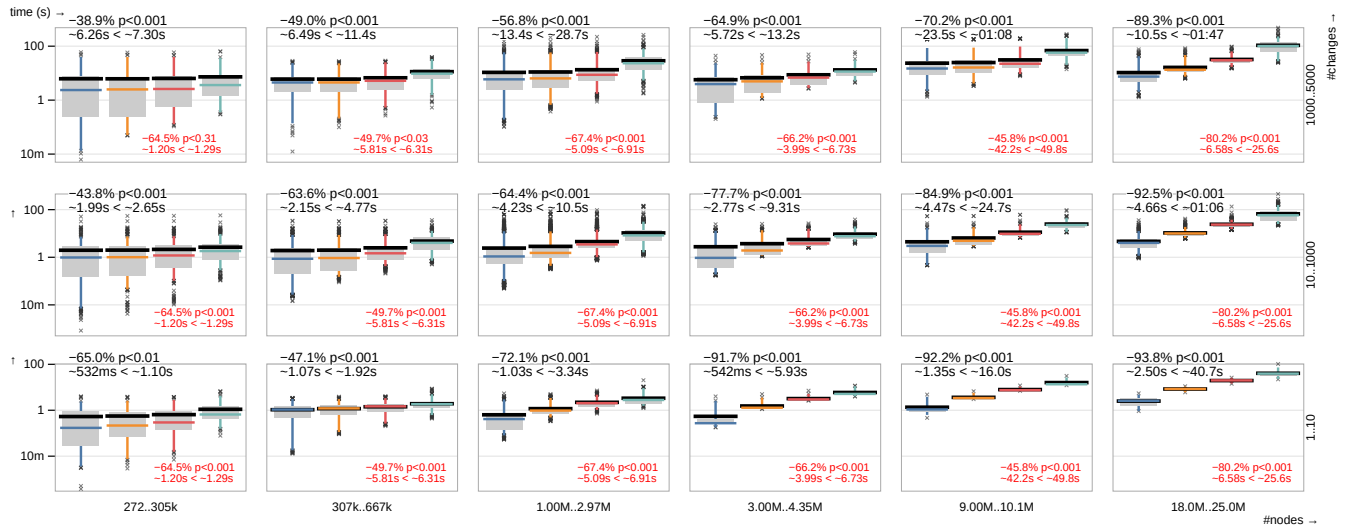 time (s) →
−38.9% p<0.001
~6.26s < ~7.30s
−49.0% p<0.001
~6.49s < ~11.4s
−56.8% p<0.001
~13.4s < ~28.7s
−64.9% p<0.001
~5.72s < ~13.2s
−70.2% p<0.001
~23.5s < ~01:08
−89.3% p<0.001
~10.5s < ~01:47
#changes →
100
1
10m
1000..5000
−64.5% p<0.31
~1.20s < ~1.29s
−49.7% p<0.03
~5.81s < ~6.31s
−67.4% p<0.001
~5.09s < ~6.91s
−66.2% p<0.001
~3.99s < ~6.73s
−45.8% p<0.001
~42.2s < ~49.8s
−80.2% p<0.001
~6.58s < ~25.6s
↑
−43.8% p<0.001
~1.99s < ~2.65s
−63.6% p<0.001
~2.15s < ~4.77s
−64.4% p<0.001
~4.23s < ~10.5s
−77.7% p<0.001
~2.77s < ~9.31s
−84.9% p<0.001
~4.47s < ~24.7s
−92.5% p<0.001
~4.66s < ~01:06
100
1
10m
10..1000
−64.5% p<0.001
~1.20s < ~1.29s
−49.7% p<0.001
~5.81s < ~6.31s
−67.4% p<0.001
~5.09s < ~6.91s
−66.2% p<0.001
~3.99s < ~6.73s
−45.8% p<0.001
~42.2s < ~49.8s
−80.2% p<0.001
~6.58s < ~25.6s
↑
−65.0% p<0.01
~532ms < ~1.10s
−47.1% p<0.001
~1.07s < ~1.92s
−72.1% p<0.001
~1.03s < ~3.34s
−91.7% p<0.001
~542ms < ~5.93s
−92.2% p<0.001
~1.35s < ~16.0s
−93.8% p<0.001
~2.50s < ~40.7s
100
1
10m
1..10
−64.5% p<0.001
~1.20s < ~1.29s
−49.7% p<0.001
~5.81s < ~6.31s
−67.4% p<0.001
~5.09s < ~6.91s
−66.2% p<0.001
~3.99s < ~6.73s
−45.8% p<0.001
~42.2s < ~49.8s
−80.2% p<0.001
~6.58s < ~25.6s
272..305k
307k..667k
1.00M..2.97M
3.00M..4.35M
9.00M..10.1M
18.0M..25.0M
#nodes →